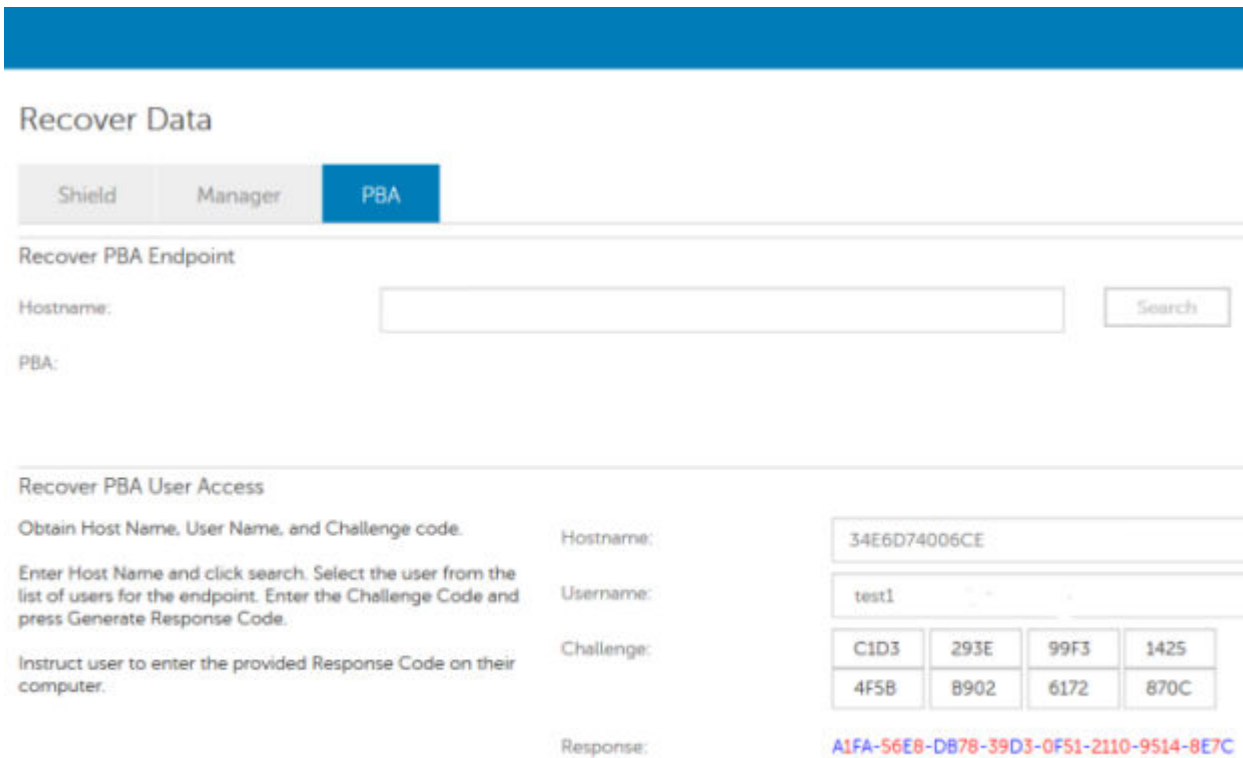 Recover Data
Shield Manager PBA
Recover PBA Endpoint
Hostname: Search
PBA:
Recover PBA User Access
Obtain Host Name, User Name, and Challenge code.
Enter Host Name and click search. Select the user from the
list of users for the endpoint. Enter the Challenge Code and
press Generate Response Code.
Instruct user to enter the provided Response Code on their
computer.
Hostname: 34E6D74006CE
Username: test1
Challenge: C1D3 293E 99F3 1425
4F5B B902 6172 870C
Response: A1FA-56E8-DB78-39D3-0F51-2110-9514-8E7C